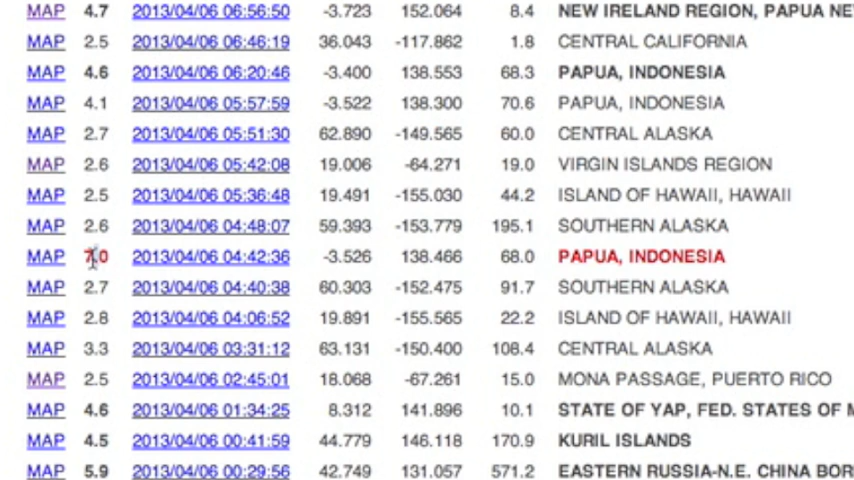 MAP 4.7 2013/04/06 06:56:50 -3.723 152.064 8.4 NEW IRELAND REGION, PAPUA NE
MAP 2.5 2013/04/06 06:46:19 36.043 -117.862 1.8 CENTRAL CALIFORNIA
MAP 4.6 2013/04/06 06:20:46 -3.400 138.553 68.3 PAPUA, INDONESIA
MAP 4.1 2013/04/06 05:57:59 -3.522 138.300 70.6 PAPUA, INDONESIA
MAP 2.7 2013/04/06 05:51:30 62.890 -149.565 60.0 CENTRAL ALASKA
MAP 2.6 2013/04/06 05:42:08 19.006 -64.271 19.0 VIRGIN ISLANDS REGION
MAP 2.5 2013/04/06 05:36:48 19.491 -155.030 44.2 ISLAND OF HAWAII, HAWAII
MAP 2.6 2013/04/06 04:48:07 59.393 -153.779 195.1 SOUTHERN ALASKA
MAP 7.0 2013/04/06 04:42:36 -3.526 138.466 68.0 PAPUA, INDONESIA
MAP 2.7 2013/04/06 04:40:38 60.303 -152.475 91.7 SOUTHERN ALASKA
MAP 2.8 2013/04/06 04:06:52 19.891 -155.565 22.2 ISLAND OF HAWAII, HAWAII
MAP 3.3 2013/04/06 03:31:12 63.131 -150.400 108.4 CENTRAL ALASKA
MAP 2.5 2013/04/06 02:45:01 18.068 -67.261 15.0 MONA PASSAGE, PUERTO RICO
MAP 4.6 2013/04/06 01:34:25 8.312 141.896 10.1 STATE OF YAP, FED. STATES OF M
MAP 4.5 2013/04/06 00:41:59 44.779 146.118 170.9 KURIL ISLANDS
MAP 5.9 2013/04/06 00:29:56 42.749 131.057 571.2 EASTERN RUSSIA-N.E. CHINA BOR